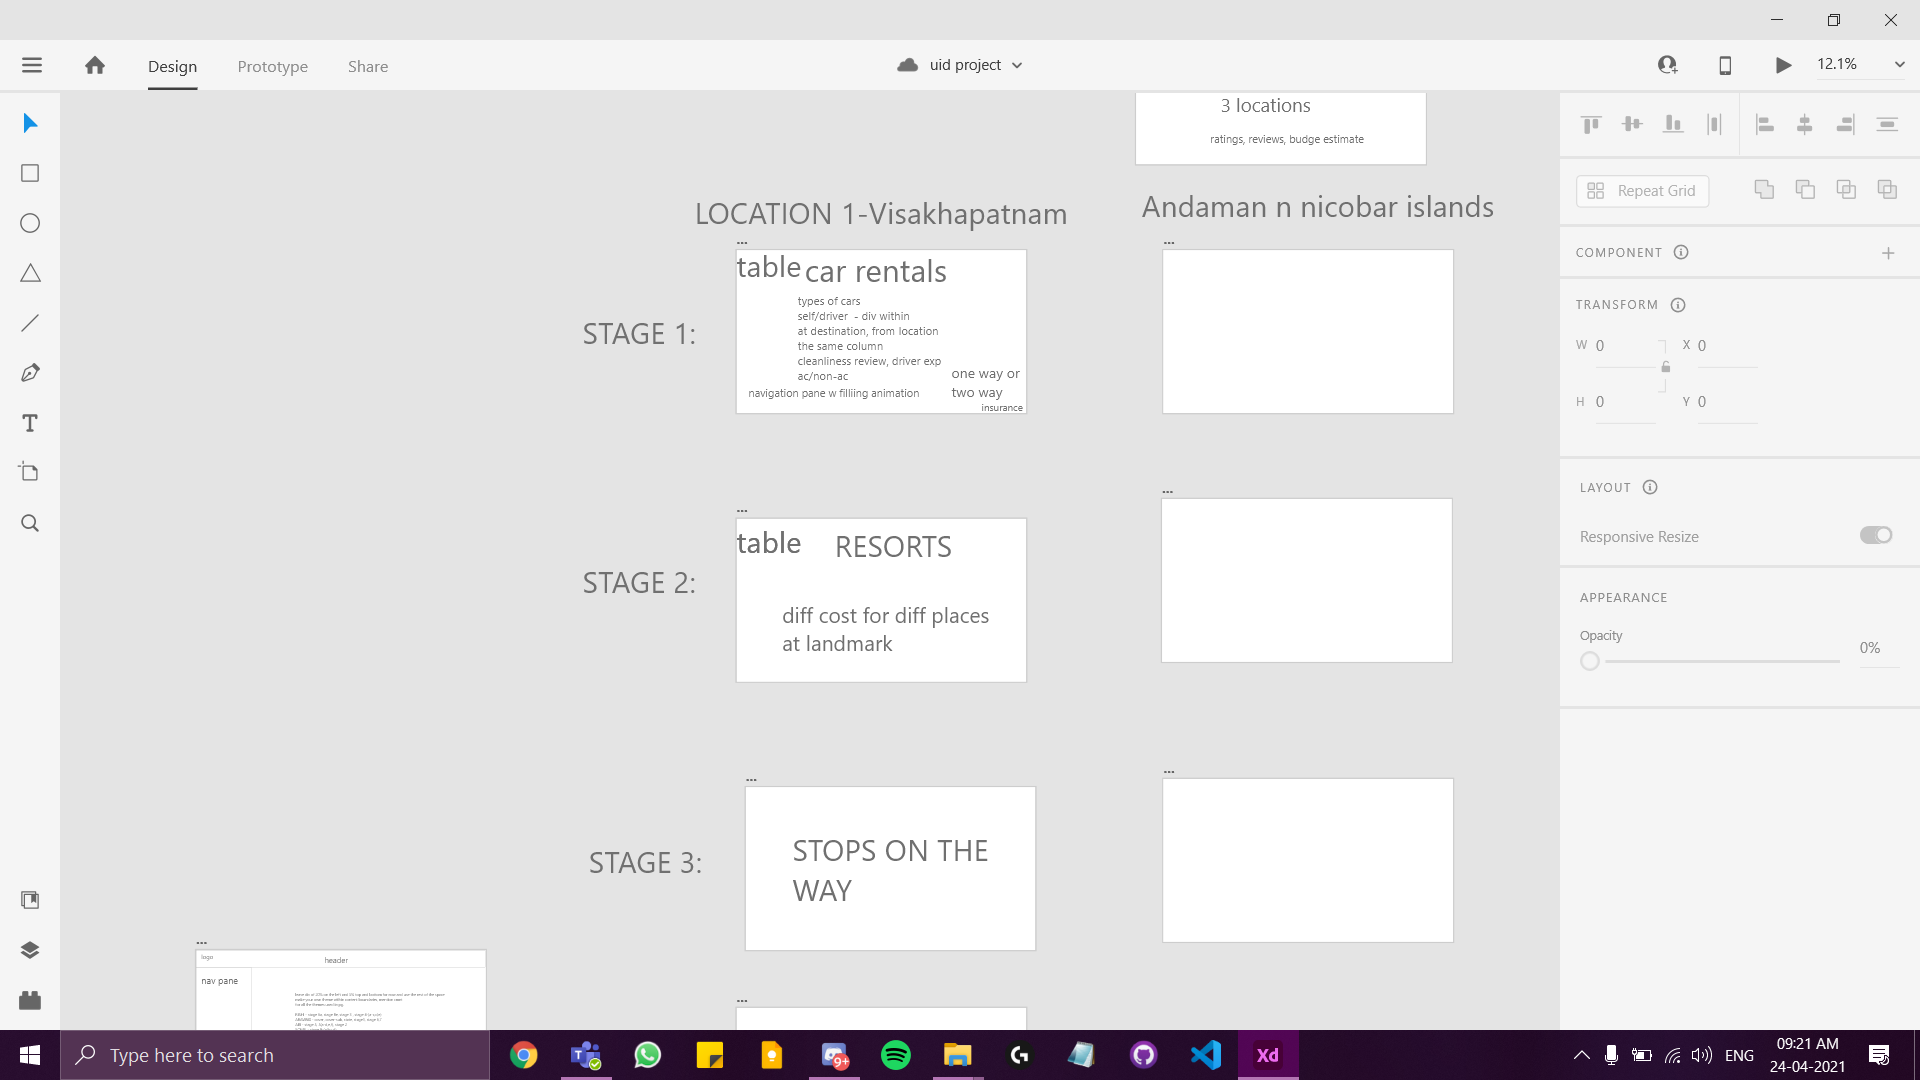 Design
Prototype
Share
uid project
12.1%
3 locations
ratings, reviews, budge estimate
Repeat Grid
LOCATION 1-Visakhapatnam
Andaman n nicobar islands
...
...
table
car rentals
types of cars
self/driver - div within
at destination, from location
the same column
cleanliness review, driver exp
ac/non-ac
navigation pane w filliing animation
one way or
two way
insurance
STAGE 1:
COMPONENT
TRANSFORM
W 0
X 0
H 0
Y 0
...
...
STAGE 2:
table
RESORTS
diff cost for diff places
at landmark
LAYOUT
Responsive Resize
APPEARANCE
Opacity
0%
...
...
STAGE 3:
STOPS ON THE
WAY
...
logo
header
nav pane
...
Type here to search
9+
Xd
ENG
09:21 AM
24-04-2021